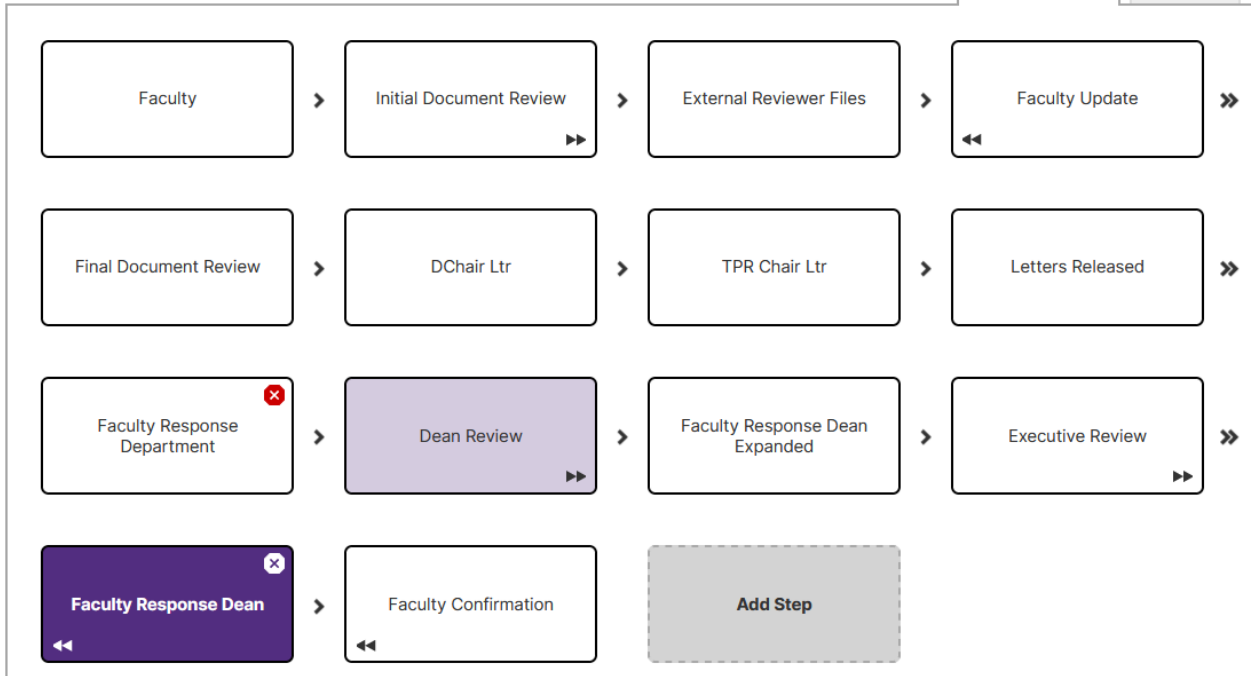 Faculty
Initial Document Review
External Reviewer Files
Faculty Update
Final Document Review
DChair Ltr
TPR Chair Ltr
Letters Released
Faculty Response
Department
Dean Review
Faculty Response Dean
Expanded
Executive Review
Faculty Response Dean
Faculty Confirmation
Add Step